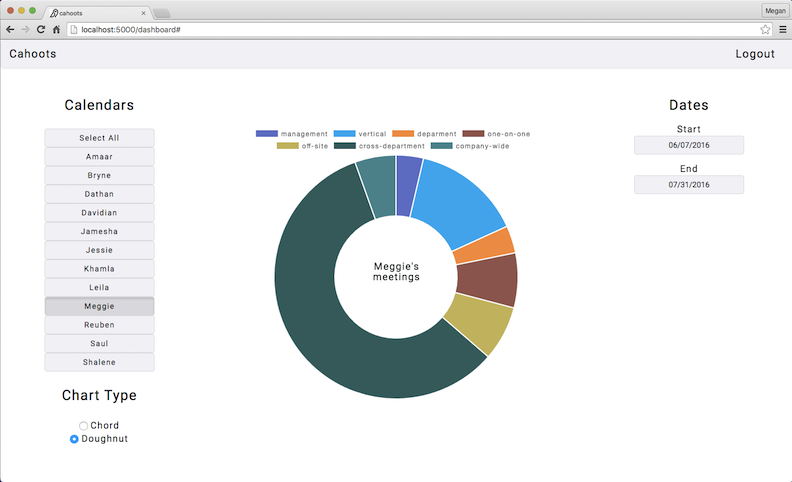 cahoots
Megan
localhost:5000/dashboard#
Cahoots
Logout
Calendars
Select All
Amaar
Bryne
Dathan
Davidian
Jamesha
Jessie
Khamla
Leila
Meggie
Reuben
Saul
Shalene
Chart Type
Chord
Doughnut
management vertical deparment one-on-one
off-site cross-department company-wide
Meggie's
meetings
Dates
Start
06/07/2016
End
07/31/2016